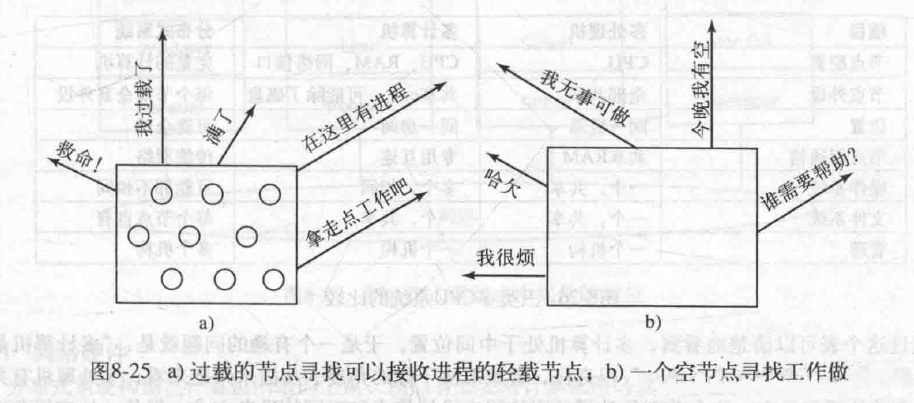 我过载了
满了
在这里有进程
救命！
拿走点工作吧
a)
我无事可做
今晚我有空
哈欠
谁需要帮助？
我很烦
b)
图8-25 a) 过载的节点寻找可以接收进程的轻载节点；b) 一个空节点寻找工作做